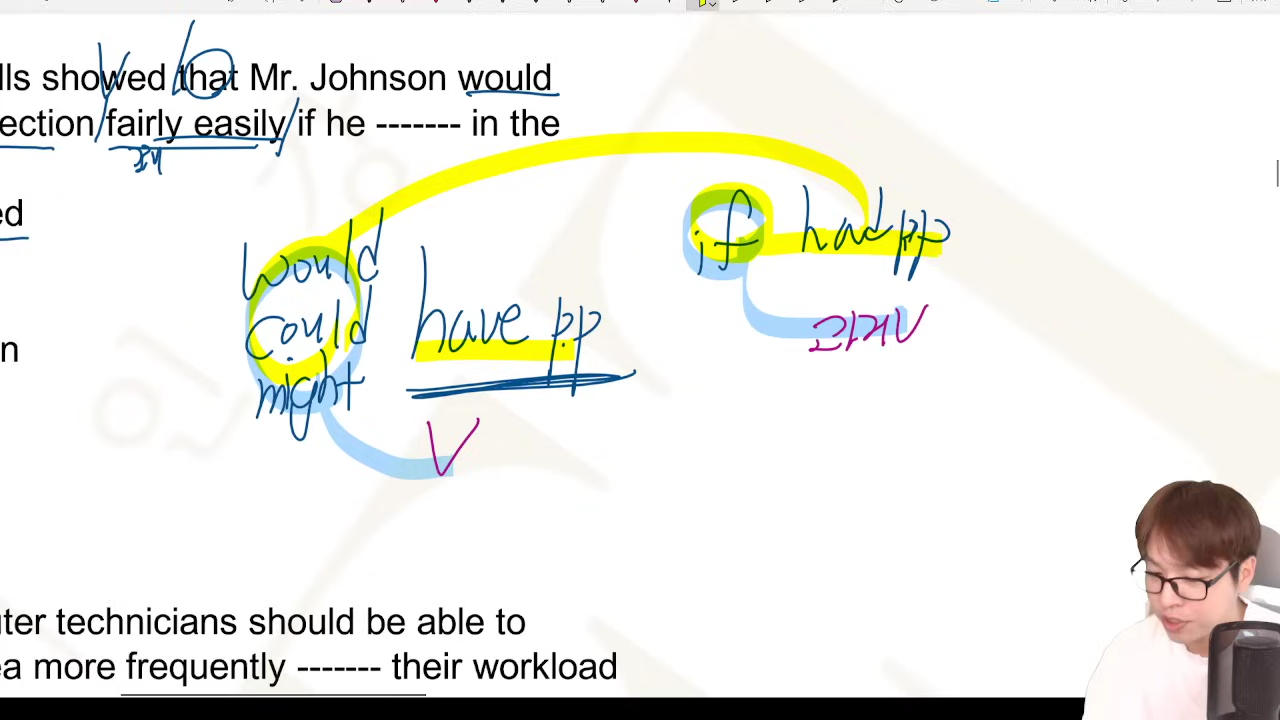 lls showed that Mr. Johnson would
ection fairly easily if he ------- in the
ed
would
could
might
have pp
V
if had pp
과거V
n
uter technicians should be able to
ea more frequently ------- their workload